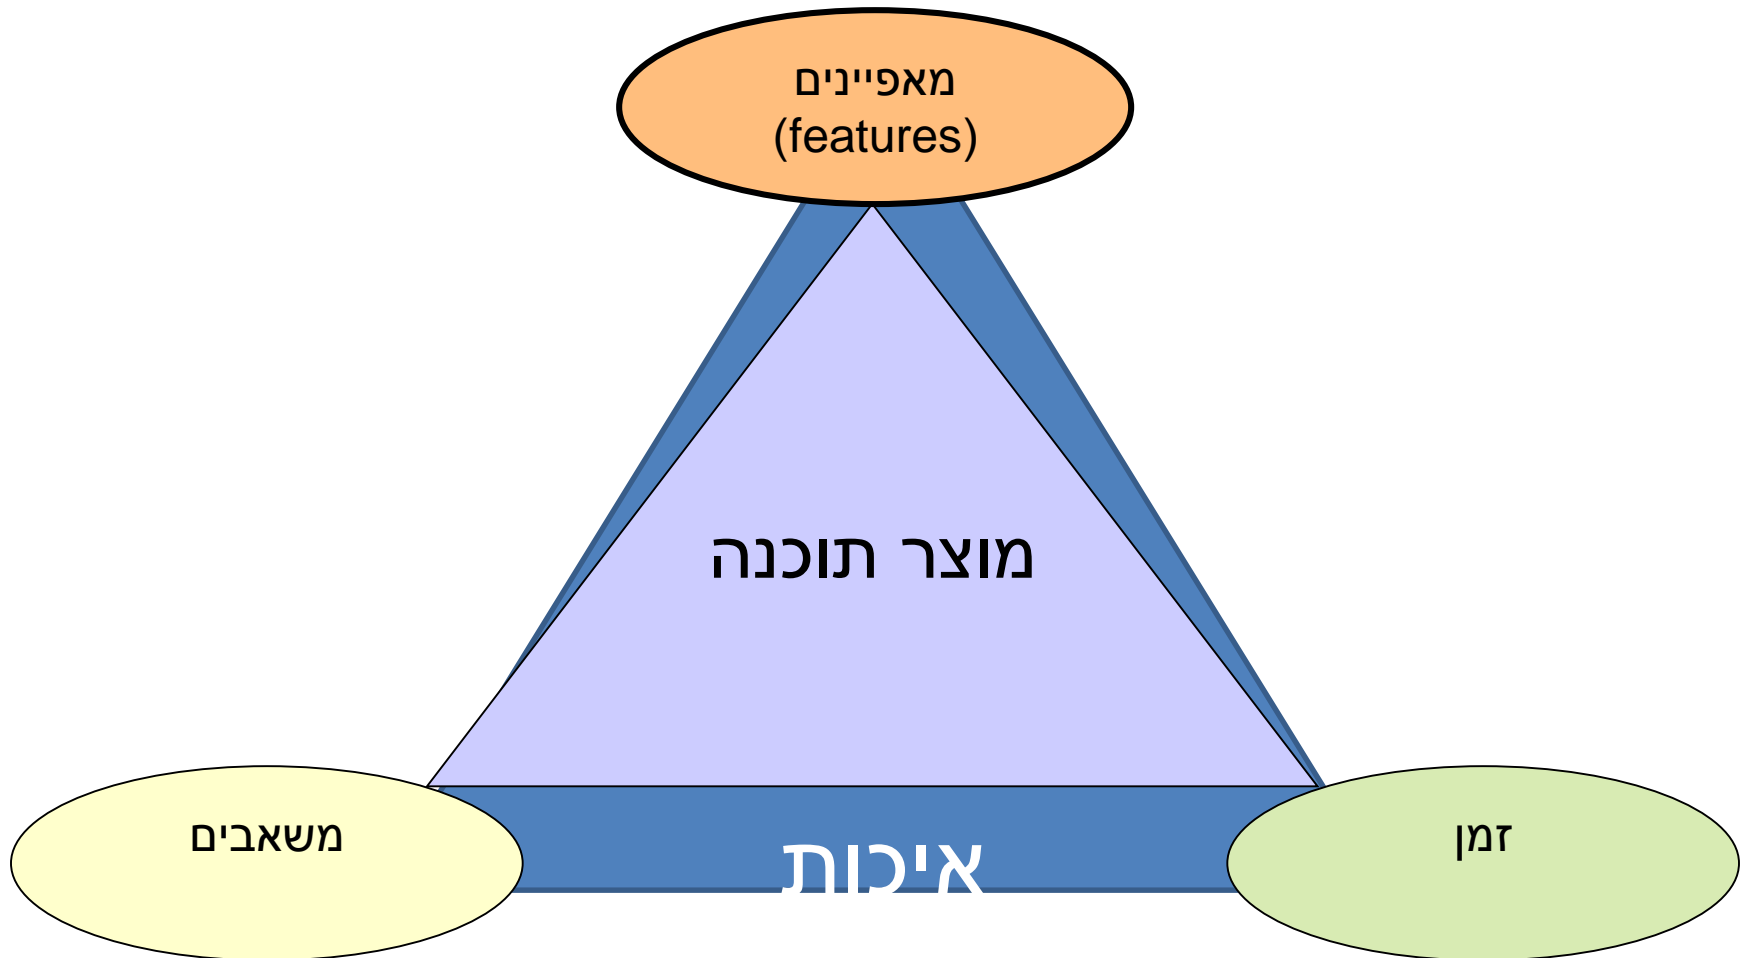 מאפיינים
(features)
מוצר תוכנה
משאבים
איכות
זמן